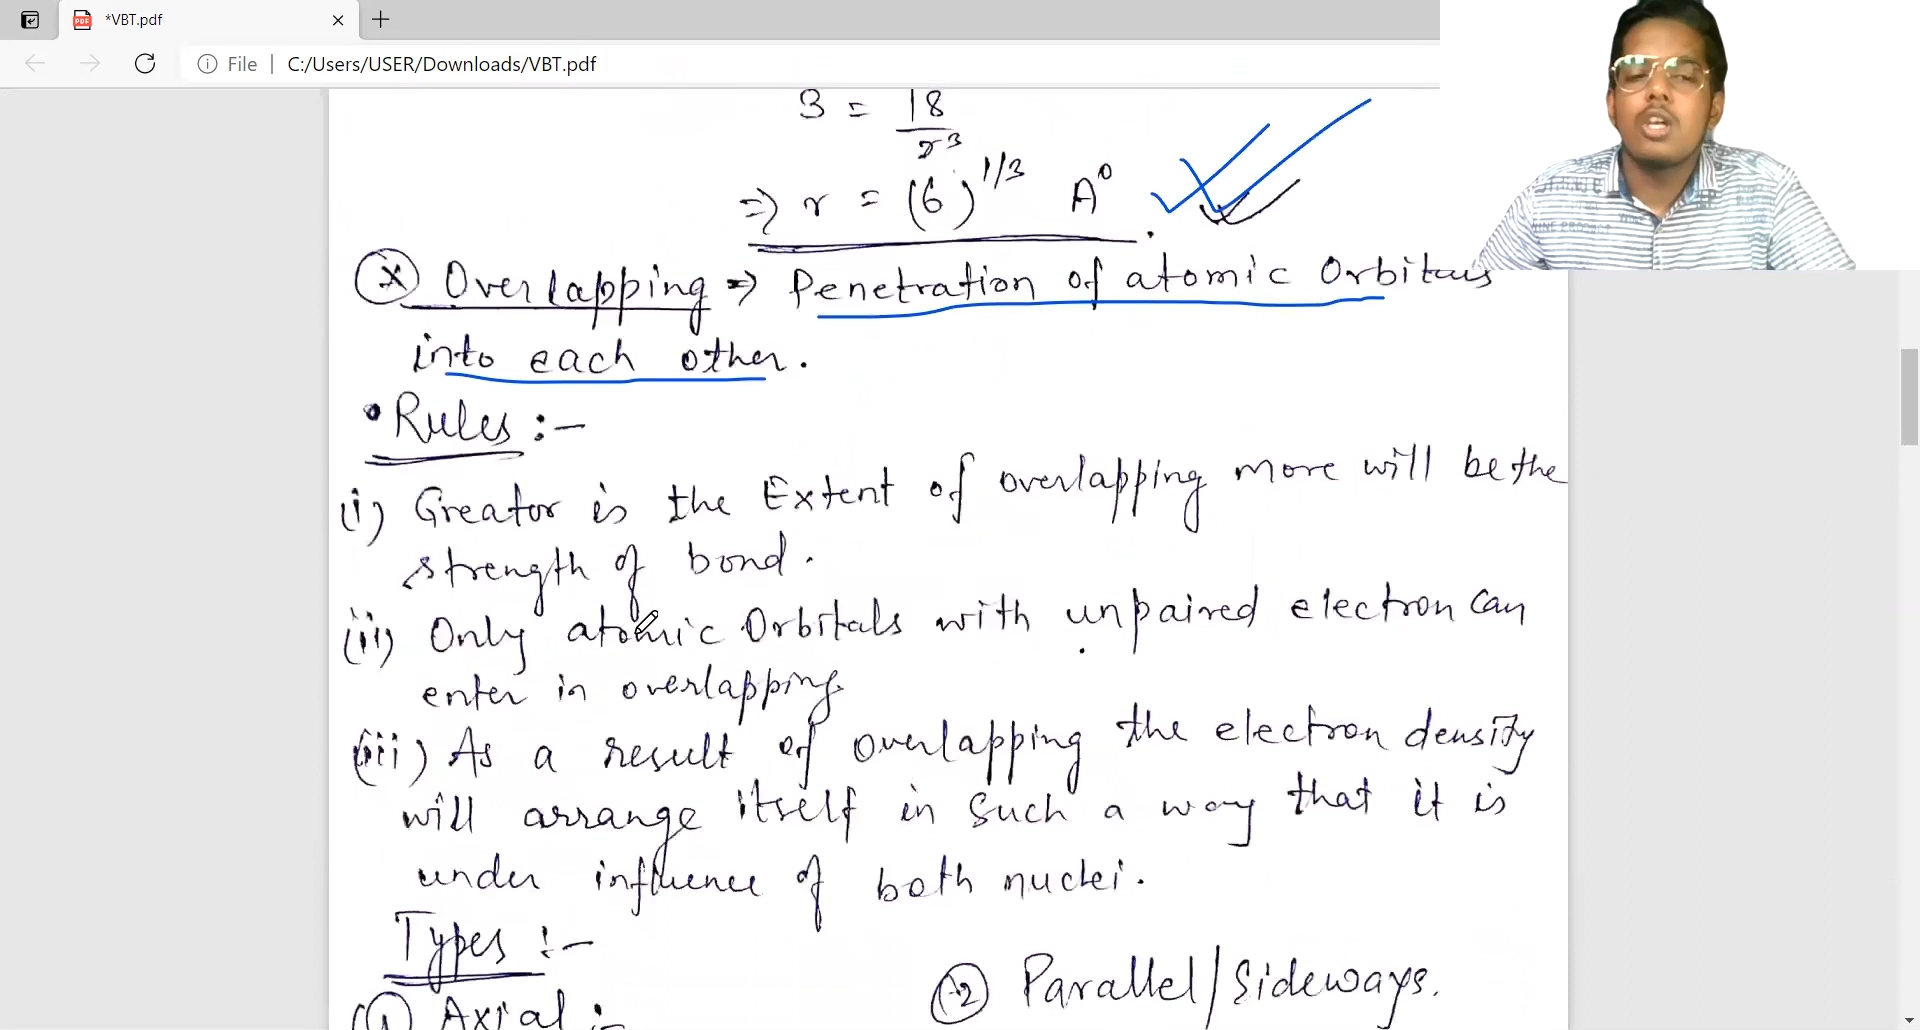 *VBT.pdf
File | C:/Users/USER/Downloads/VBT.pdf
3 = 18/r³
⇒ r = (6)^1/3 A°
Overlapping ⇒ Penetration of atomic Orbitals
into each other.
• Rules :-
(i) Greator is the Extent of overlapping more will be the
strength of bond.
(ii) Only atomic Orbitals with unpaired electron can
enter in overlapping
(iii) As a result of overlapping the electron density
will arrange itself in such a way that it is
under influence of both nuclei.
Types :-
(1) Axial :-
(2) Parallel/Sideways.